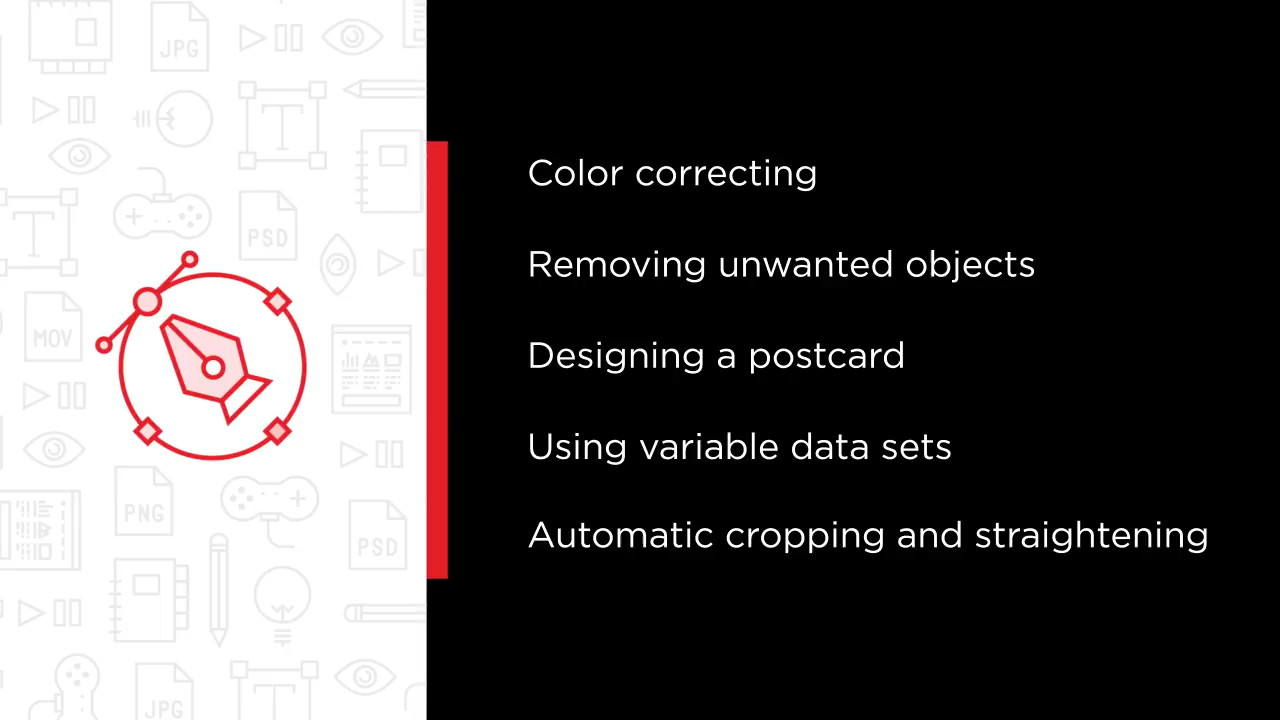 JPG
T
T
PSD
MOV
PNG
PSD
JPG
T
Color correcting
Removing unwanted objects
Designing a postcard
Using variable data sets
Automatic cropping and straightening